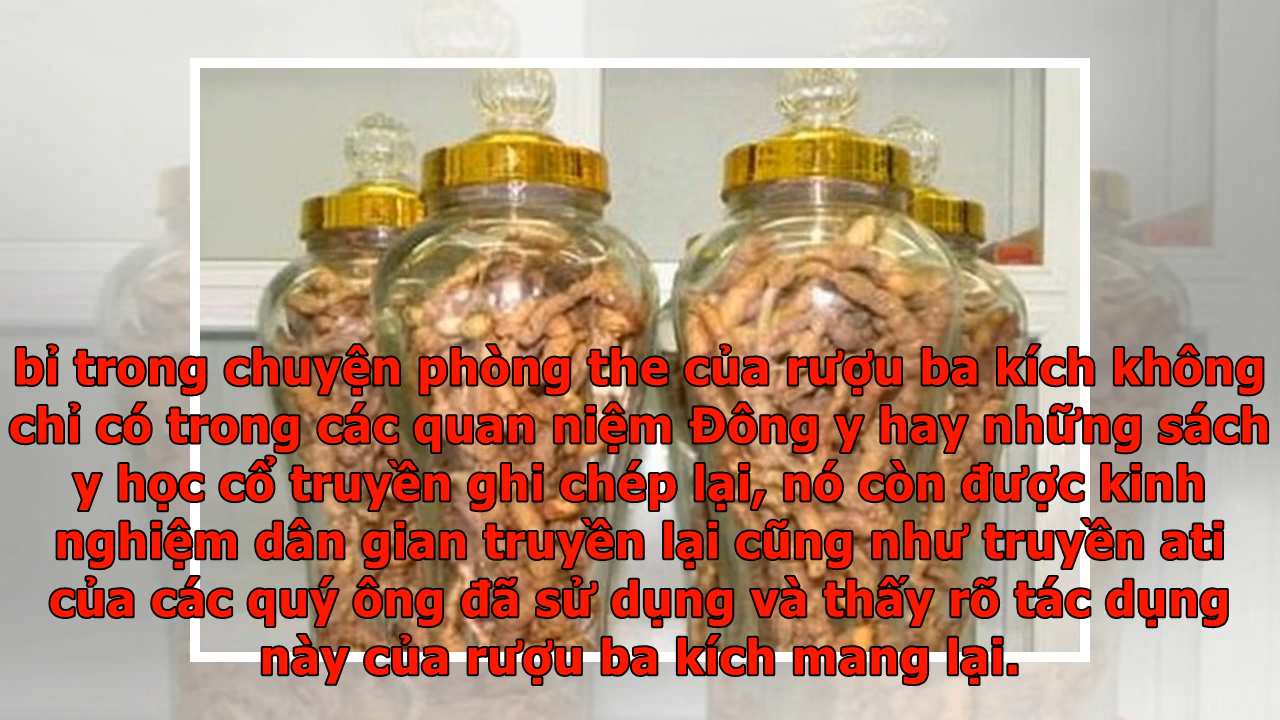 bỉ trong chuyện phòng the của rượu ba kích không
chỉ có trong các quan niệm Đông y hay những sách
y học cổ truyền ghi chép lại, nó còn được kinh
nghiệm dân gian truyền lại cũng như truyền ati
của các quý ông đã sử dụng và thấy rõ tác dụng
này của rượu ba kích mang lại.